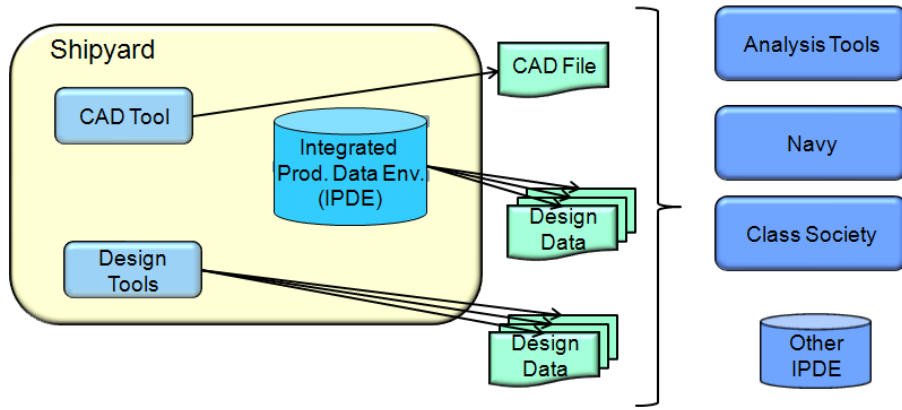 Shipyard
CAD Tool
Integrated
Prod. Data Env.
(IPDE)
Design
Tools
CAD File
Design
Data
Design
Data
Analysis Tools
Navy
Class Society
Other
IPDE